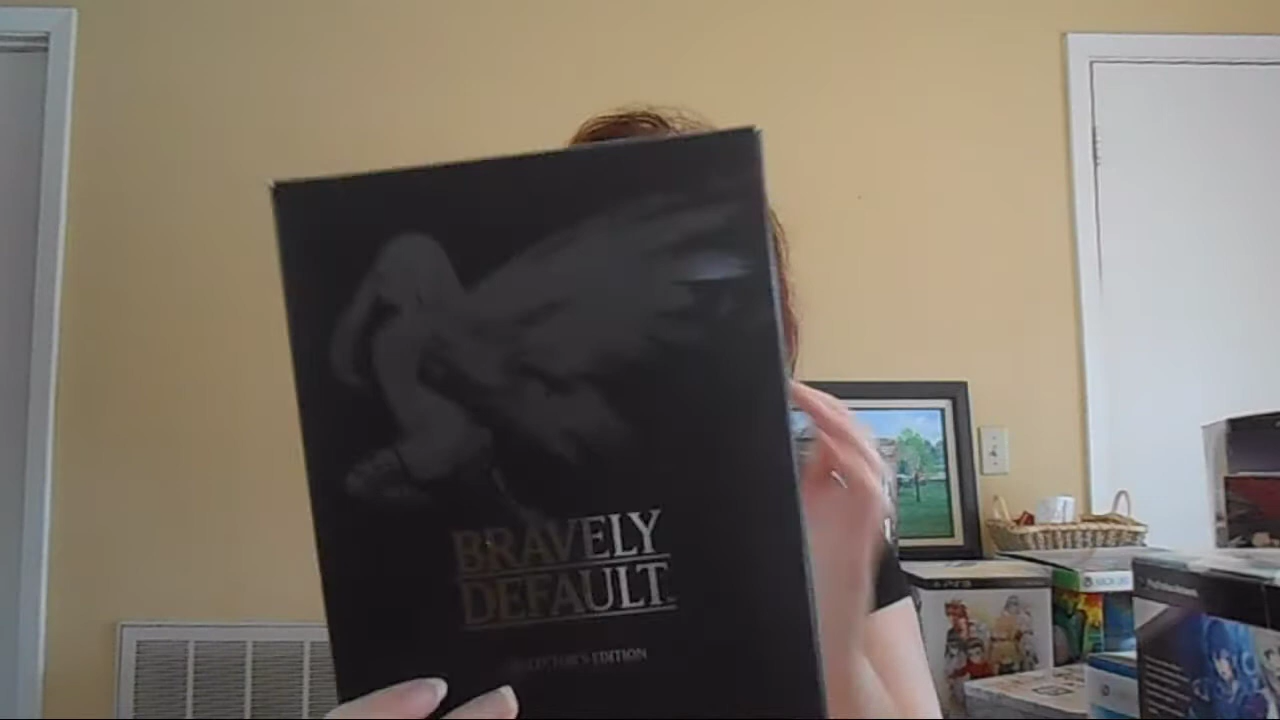 BRAVELY
DEFAULT
COLLECTOR'S EDITION
PS3
XBOX 360